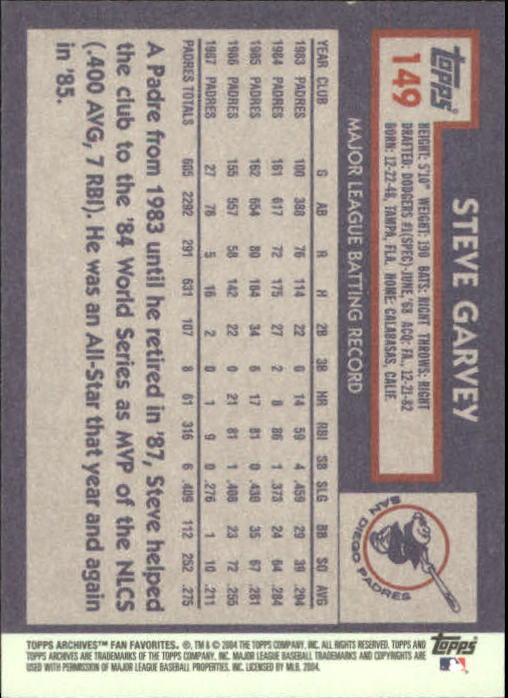 Topps
149
STEVE GARVEY
HEIGHT: 5'10" WEIGHT: 190 BATS: RIGHT THROWS: RIGHT
DRAFTED: DODGERS #1(SPEC)-JUNE, '68 ACQ: FA., 12-21-82
BORN: 12-22-48, TAMPA, FLA. HOME: CALABASAS, CALIF.
SAN DIEGO PADRES
MAJOR LEAGUE BATTING RECORD
YEAR CLUB G AB R H 2B 3B HR RBI SB SLG BB SO AVG
1983 PADRES 100 388 76 114 22 0 14 59 4 .459 29 39 .294
1984 PADRES 161 617 72 175 27 2 8 86 1 .373 24 64 .284
1985 PADRES 162 654 80 184 34 6 17 81 0 .430 35 67 .281
1986 PADRES 155 557 58 142 22 0 21 81 1 .408 23 72 .255
1987 PADRES 27 76 5 16 2 0 1 9 0 .276 1 10 .211
PADRES TOTALS 605 2292 291 631 107 8 61 316 6 .409 112 252 .275
A Padre from 1983 until he retired in '87, Steve helped
the club to the '84 World Series as MVP of the NLCS
(.400 AVG, 7 RBI). He was an All-Star that year and again
in '85.
TOPPS ARCHIVES™ FAN FAVORITES. ®, TM & © 2004 THE TOPPS COMPANY, INC. ALL RIGHTS RESERVED. TOPPS AND
TOPPS ARCHIVES ARE TRADEMARKS OF THE TOPPS COMPANY, INC. MAJOR LEAGUE BASEBALL TRADEMARKS AND COPYRIGHTS ARE
USED WITH PERMISSION OF MAJOR LEAGUE BASEBALL PROPERTIES, INC. LICENSED BY MLB, 2004.
Topps